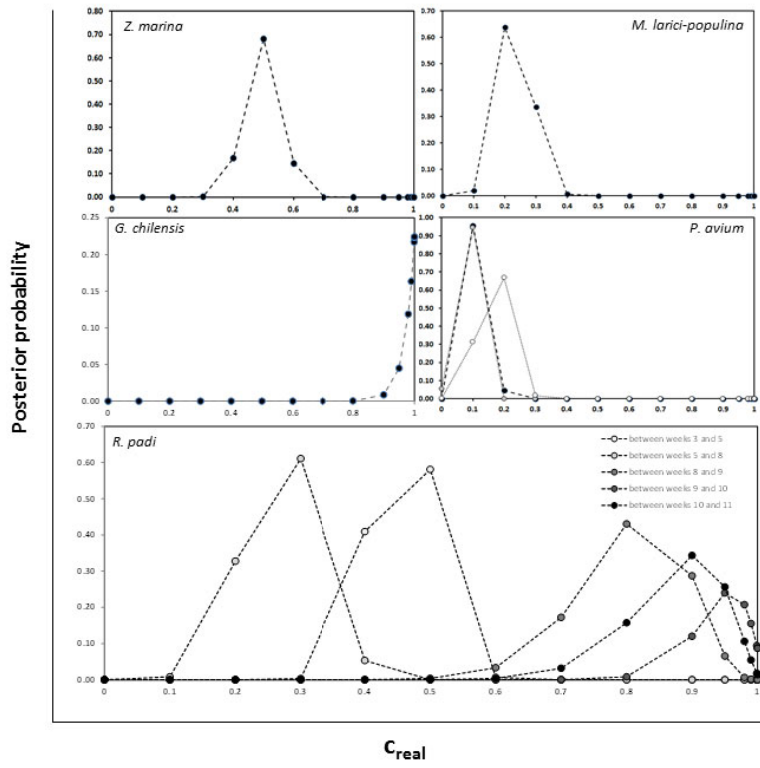 Z. marina
0.80
0.70
0.60
0.50
0.40
0.30
0.20
0.10
0.00
0 0.2 0.4 0.6 0.8 1
M. larici-populina
0.70
0.60
0.50
0.40
0.30
0.20
0.10
0.00
0 0.1 0.2 0.3 0.4 0.5 0.6 0.7 0.8 0.9 1
G. chilensis
0.25
0.20
0.15
0.10
0.05
0.00
0 0.2 0.4 0.6 0.8 1
P. avium
1.00
0.90
0.80
0.70
0.60
0.50
0.40
0.30
0.20
0.10
0.00
0 0.1 0.2 0.3 0.4 0.5 0.6 0.7 0.8 0.9 1
Posterior probability
R. padi
0.70
0.60
0.50
0.40
0.30
0.20
0.10
0.00
0 0.1 0.2 0.3 0.4 0.5 0.6 0.7 0.8 0.9 1
between weeks 3 and 5
between weeks 5 and 8
between weeks 8 and 9
between weeks 9 and 10
between weeks 10 and 11
c_real